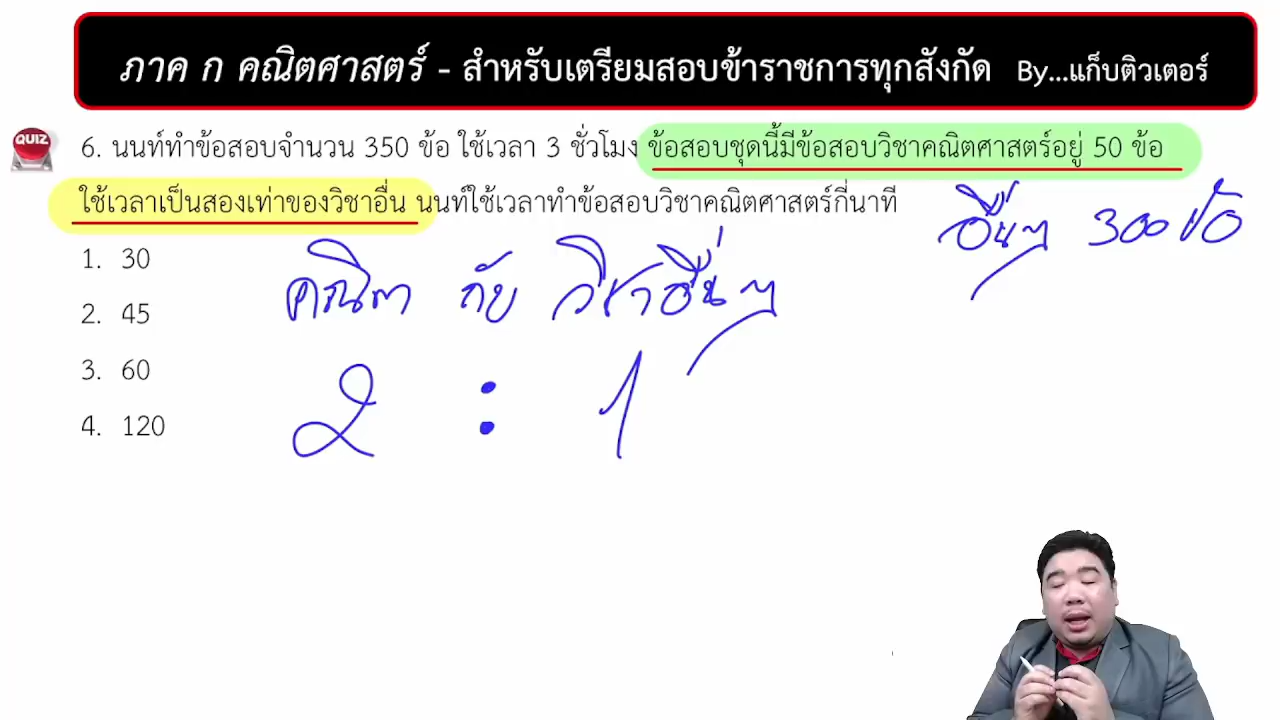 ภาค ก คณิตศาสตร์ - สำหรับเตรียมสอบข้าราชการทุกสังกัด By...แก็บติวเตอร์
QUIZ
6. นนท์ทำข้อสอบจำนวน 350 ข้อ ใช้เวลา 3 ชั่วโมง ข้อสอบชุดนี้มีข้อสอบวิชาคณิตศาสตร์อยู่ 50 ข้อ
ใช้เวลาเป็นสองเท่าของวิชาอื่น นนท์ใช้เวลาทำข้อสอบวิชาคณิตศาสตร์กี่นาที
อื่นๆ 300 ข้อ
1. 30
2. 45
3. 60
4. 120
คณิตฯ กับ วิชาอื่นๆ
2 : 1